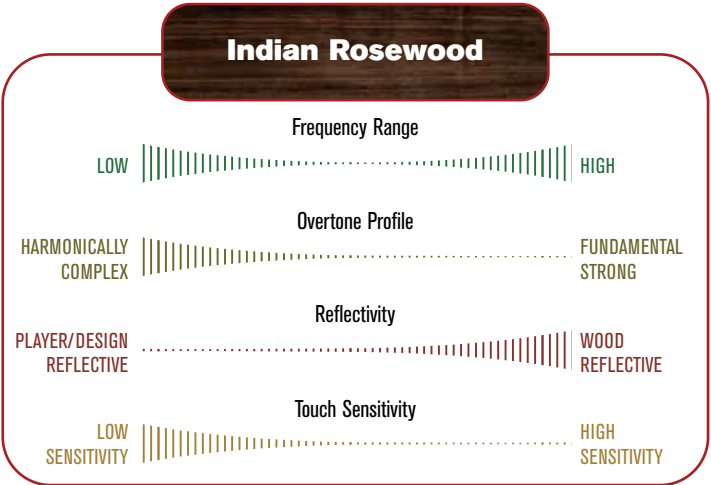 Indian Rosewood
Frequency Range
LOW
HIGH
Overtone Profile
HARMONICALLY
COMPLEX
FUNDAMENTAL
STRONG
Reflectivity
PLAYER/DESIGN
REFLECTIVE
WOOD
REFLECTIVE
Touch Sensitivity
LOW
SENSITIVITY
HIGH
SENSITIVITY